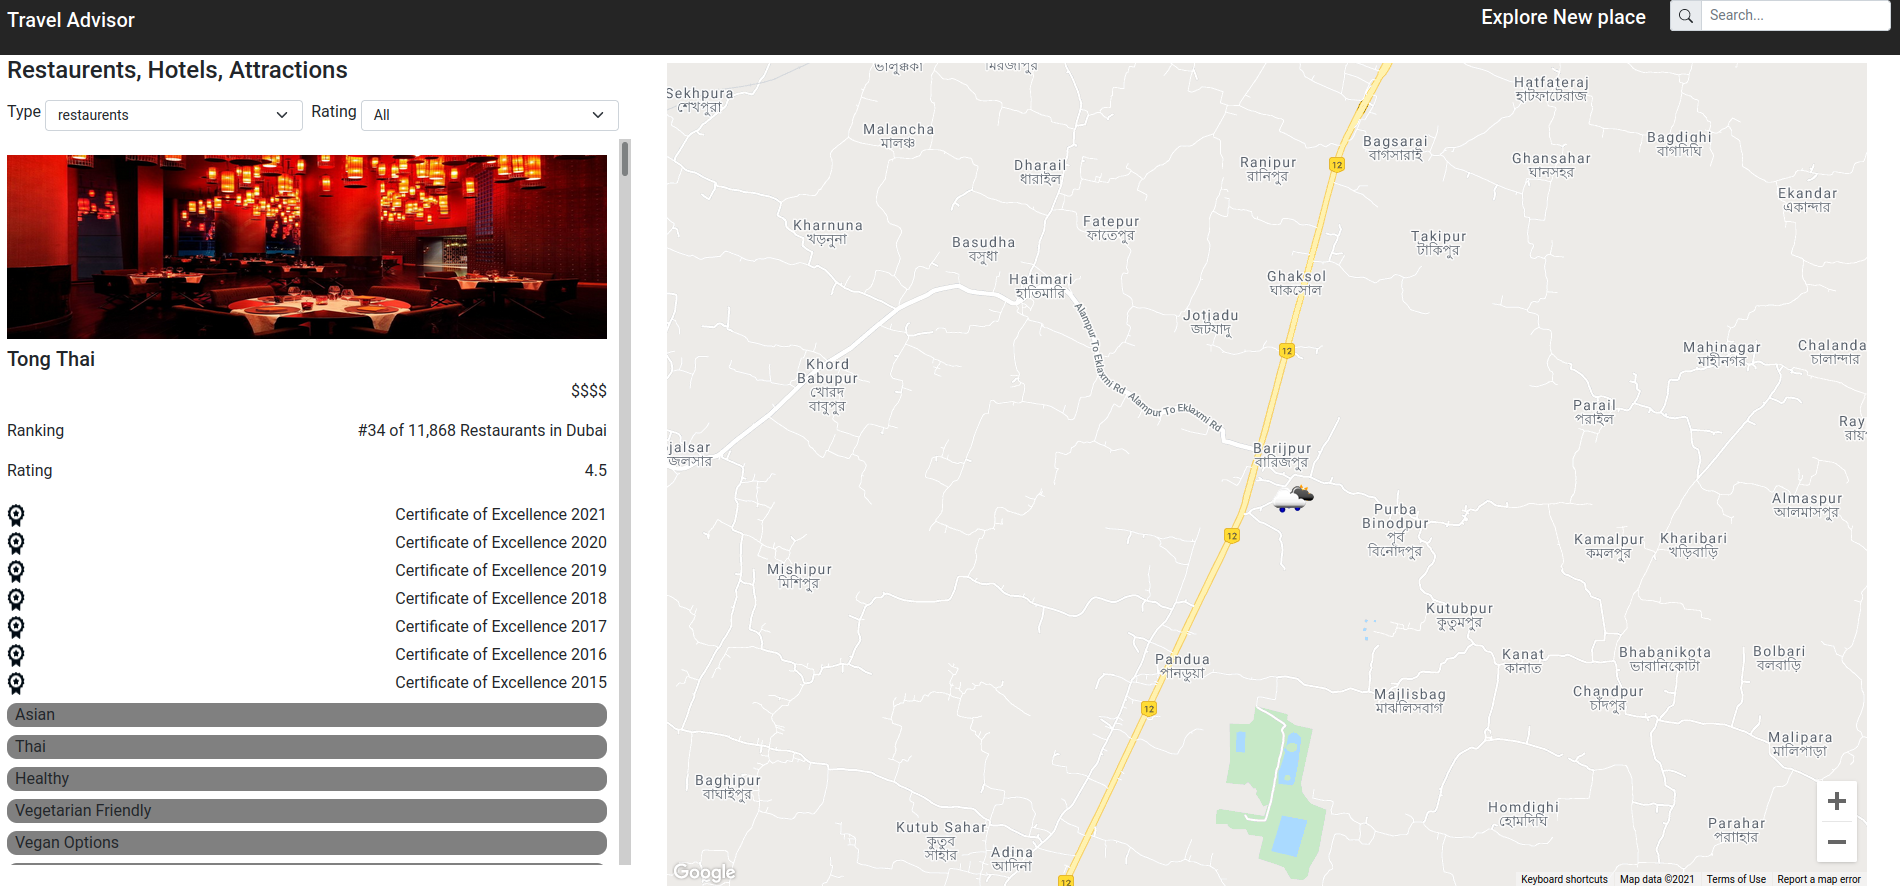 Travel Advisor
Explore New place
Search...
Restaurents, Hotels, Attractions
Type
restaurents
Rating
All
Tong Thai
$$$$
Ranking
#34 of 11,868 Restaurants in Dubai
Rating
4.5
Certificate of Excellence 2021
Certificate of Excellence 2020
Certificate of Excellence 2019
Certificate of Excellence 2018
Certificate of Excellence 2017
Certificate of Excellence 2016
Certificate of Excellence 2015
Asian
Thai
Healthy
Vegetarian Friendly
Vegan Options
Sekhpura
শেখপুরা
Malancha
মালঞ্চ
Dharail
ধারাইল
Ranipur
রানিপুর
Bagsarai
বাগসারাই
Hatfateraj
হাটফাটেরাজ
Ghansahar
ঘানসহর
Bagdighi
বাগদিঘি
Ekandar
একান্দার
Kharnuna
খড়নুনা
Basudha
বসুধা
Fatepur
ফাতেপুর
Takipur
টাকিপুর
Hatimari
হাতিমারি
Ghaksol
ঘাকসোল
Jotjadu
জটযাদু
Mahinagar
মাহীনগর
Chalanda
চালান্দার
Khord
Babupur
খোরদ
বাবুপুর
Alampur To Eklaxmi Rd
Alampur To Eklaxmi Rd
Parail
পরাইল
Ray
রায়
jalsar
জলসার
Barijpur
বারিজপুর
Purba
Binodpur
পূর্ব
বিনোদপুর
Almaspur
আলমাসপুর
Kamalpur
কমলপুর
Kharibari
খড়িবাড়ি
Mishipur
মিশিপুর
Kutubpur
কুতুমপুর
Pandua
পানডুয়া
Kanat
কানাত
Bhabanikota
ভাবানিকোটা
Bolbari
বলবাড়ি
Majlisbag
মাঝলিসবাগ
Chandpur
চাঁদপুর
Malipara
মালিপাড়া
Baghipur
বাঘাইপুর
Homdighi
হোমদিঘি
Parahar
পরাাহার
Kutub Sahar
কুতুব
সাহার
Adina
আদিনা
12
12
12
12
12
Google
Keyboard shortcuts
Map data ©2021
Terms of Use
Report a map error